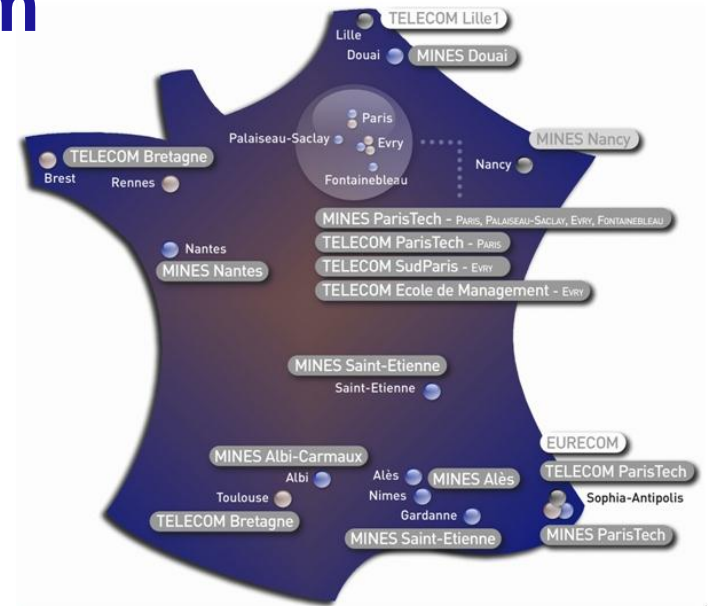 m
TELECOM Lille1
Lille
Douai
MINES Douai
Paris
Palaiseau-Saclay
Evry
Fontainebleau
MINES Nancy
Nancy
TELECOM Bretagne
Brest
Rennes
MINES ParisTech - PARIS, PALAISEAU-SACLAY, EVRY, FONTAINEBLEAU
Nantes
TELECOM ParisTech - PARIS
MINES Nantes
TELECOM SudParis - EVRY
TELECOM Ecole de Management - EVRY
MINES Saint-Etienne
Saint-Etienne
EURECOM
MINES Albi-Carmaux
TELECOM ParisTech
Albi
Alès
MINES Alès
Toulouse
Nimes
Sophia-Antipolis
TELECOM Bretagne
Gardanne
MINES Saint-Etienne
MINES ParisTech